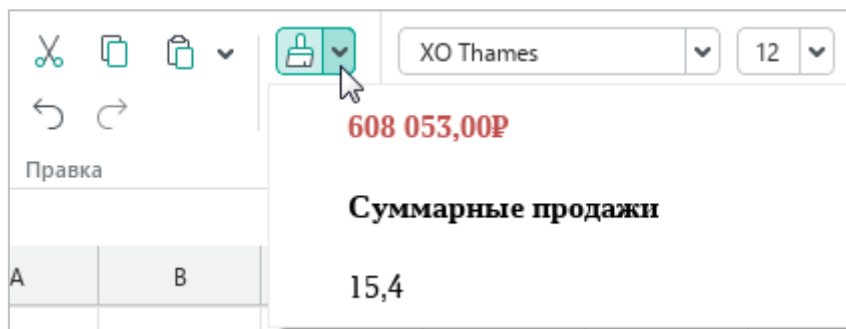 XO Thames 12
608 053,00₽
Правка
Суммарные продажи
A B
15,4